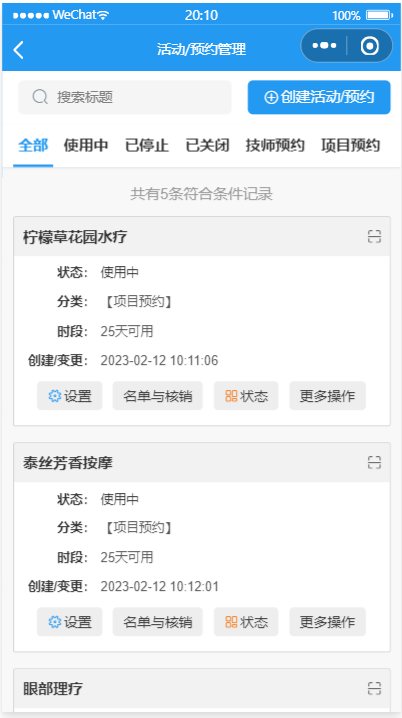 WeChat 20:10 100%
活动/预约管理
搜索标题 创建活动/预约
全部 使用中 已停止 已关闭 技师预约 项目预约
共有5条符合条件记录
柠檬草花园水疗
状态： 使用中
分类： 【项目预约】
时段： 25天可用
创建/变更： 2023-02-12 10:11:06
设置 名单与核销 状态 更多操作
泰丝芳香按摩
状态： 使用中
分类： 【项目预约】
时段： 25天可用
创建/变更： 2023-02-12 10:12:01
设置 名单与核销 状态 更多操作
眼部理疗